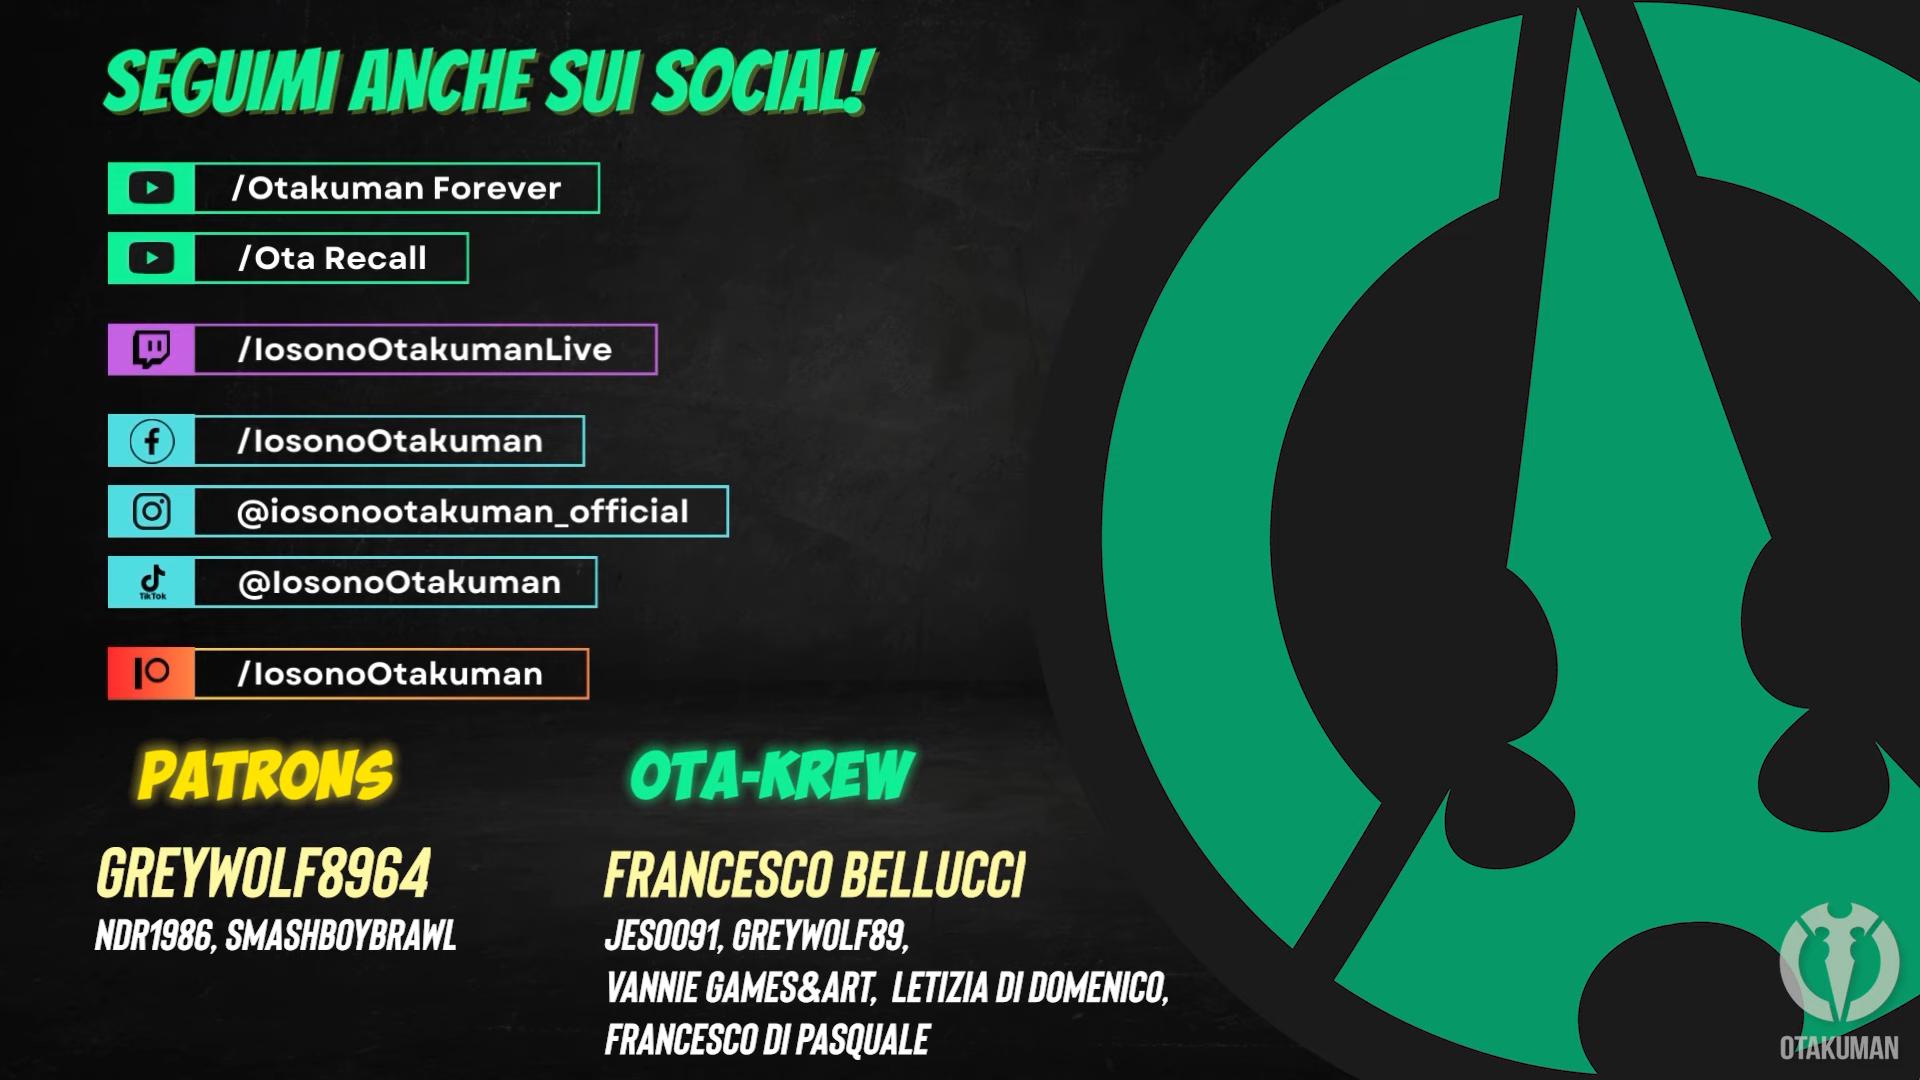 SEGUIMI ANCHE SUI SOCIAL!
/Otakuman Forever
/Ota Recall
/IosonoOtakumanLive
/IosonoOtakuman
@iosonootakuman_official
TikTok
@IosonoOtakuman
/IosonoOtakuman
PATRONS
GREYWOLF8964
NDR1986, SMASHBOYBRAWL
OTA-KREW
FRANCESCO BELLUCCI
JESOO91, GREYWOLF89,
VANNIE GAMES&ART, LETIZIA DI DOMENICO,
FRANCESCO DI PASQUALE
OTAKUMAN